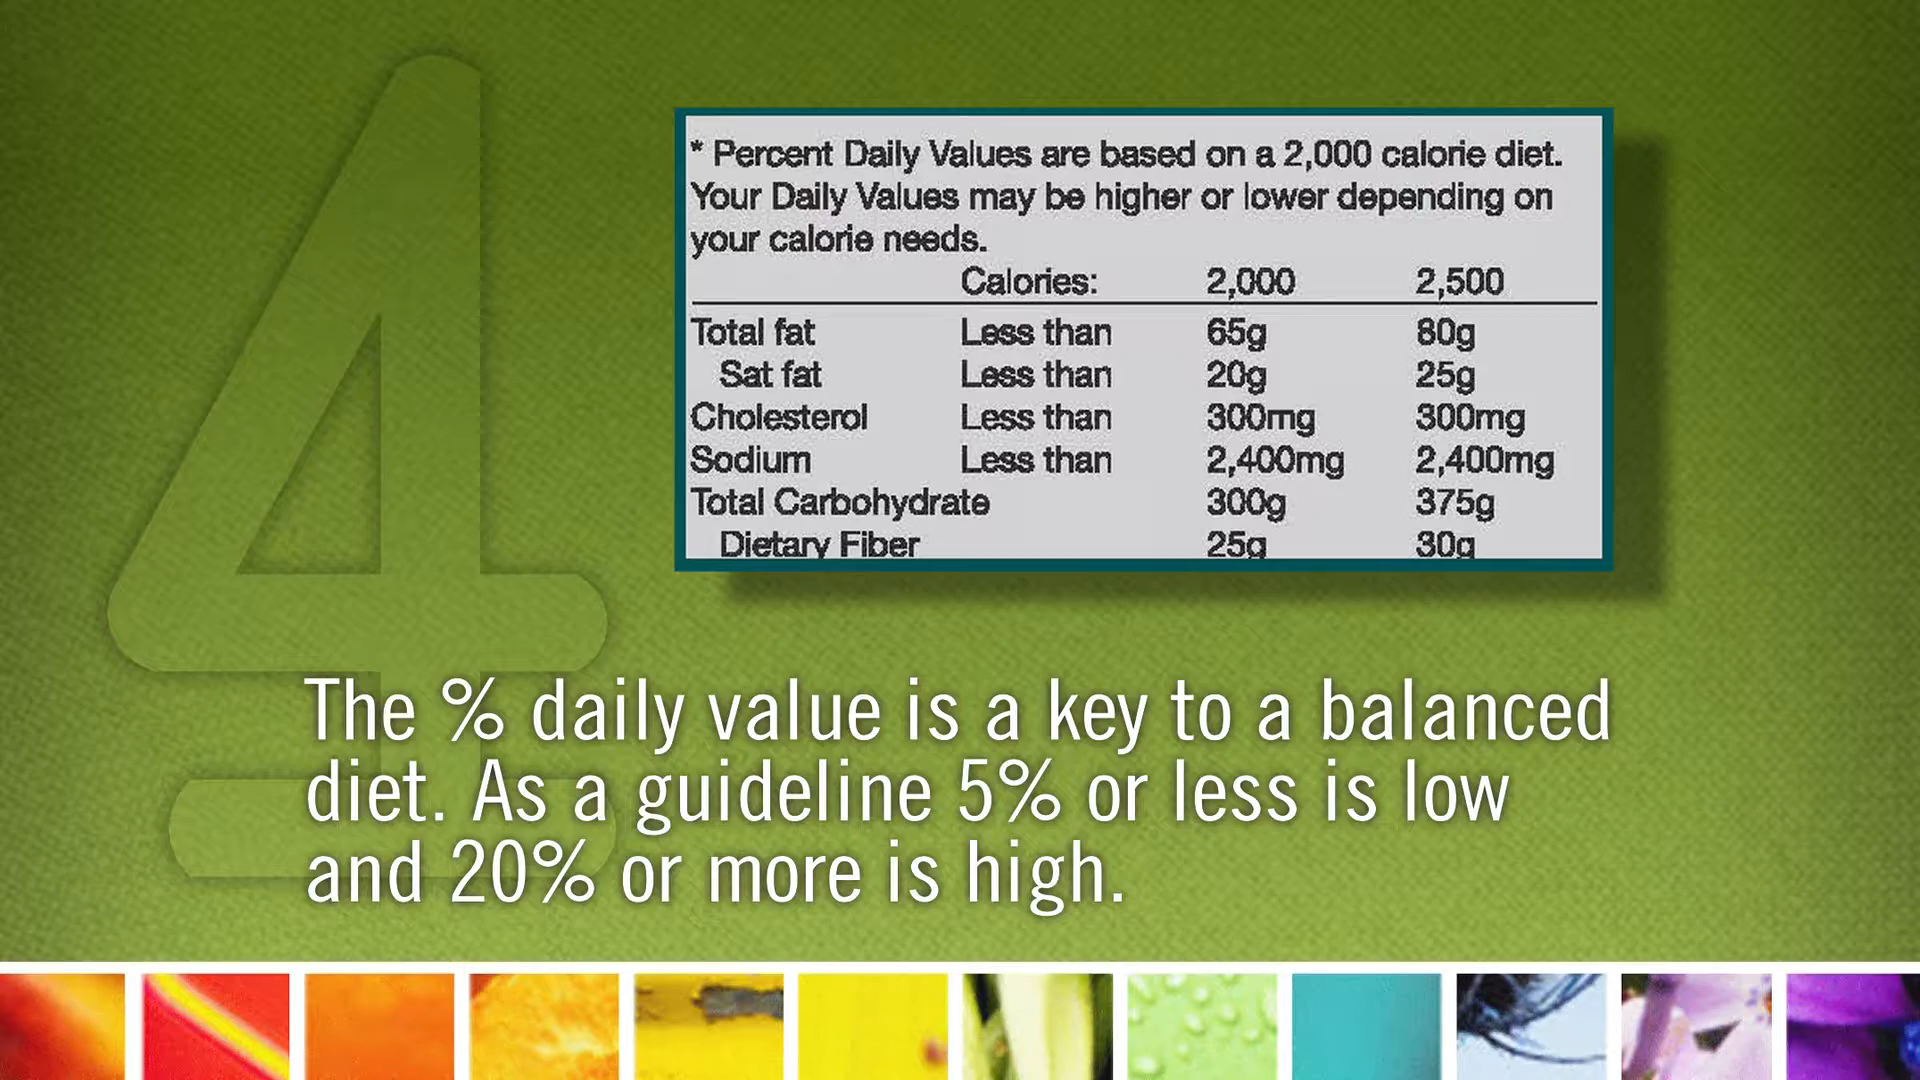 4
* Percent Daily Values are based on a 2,000 calorie diet.
Your Daily Values may be higher or lower depending on
your calorie needs.
Calories: 2,000 2,500
Total fat Less than 65g 80g
Sat fat Less than 20g 25g
Cholesterol Less than 300mg 300mg
Sodium Less than 2,400mg 2,400mg
Total Carbohydrate 300g 375g
Dietary Fiber 25g 30g
The % daily value is a key to a balanced
diet. As a guideline 5% or less is low
and 20% or more is high.